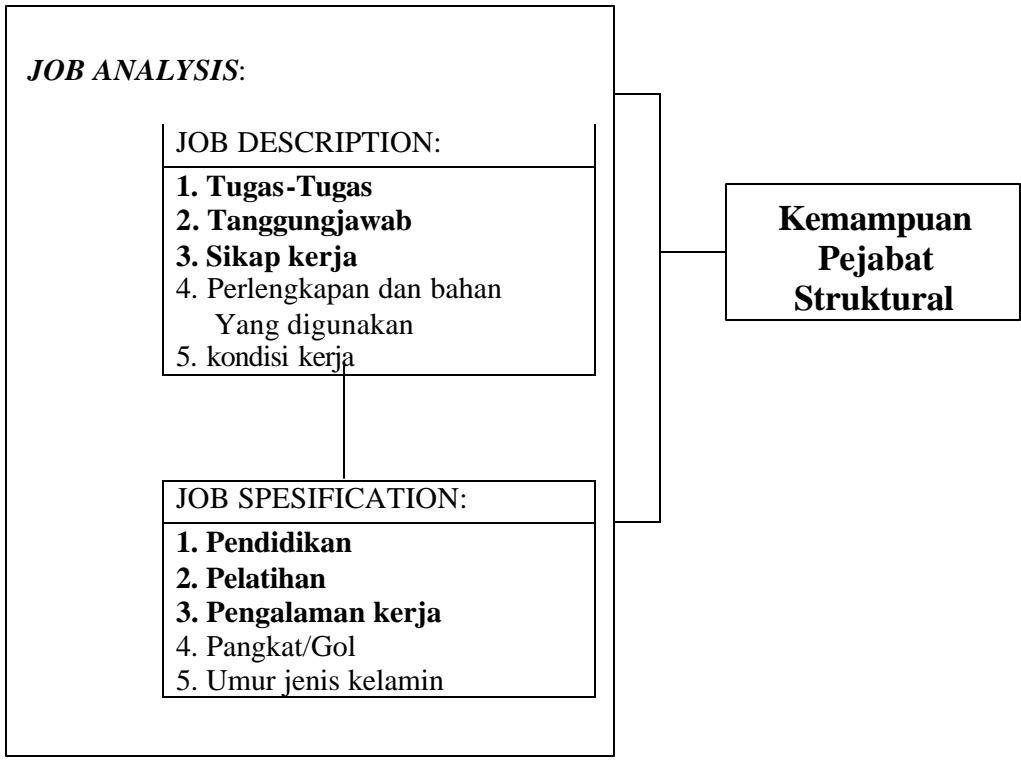 JOB ANALYSIS:
JOB DESCRIPTION:
1. Tugas-Tugas
2. Tanggungjawab
3. Sikap kerja
4. Perlengkapan dan bahan
Yang digunakan
5. kondisi kerja
JOB SPESIFICATION:
1. Pendidikan
2. Pelatihan
3. Pengalaman kerja
4. Pangkat/Gol
5. Umur jenis kelamin
Kemampuan
Pejabat
Struktural